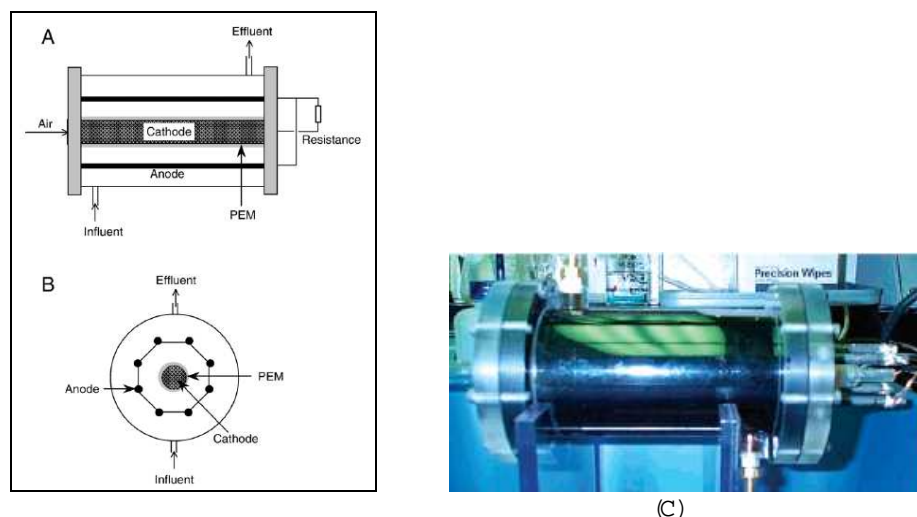 A
Effluent
Air
Cathode
Resistance
Anode
PEM
Influent
B
Effluent
Anode
PEM
Cathode
Influent
Precision Wipes
(C)